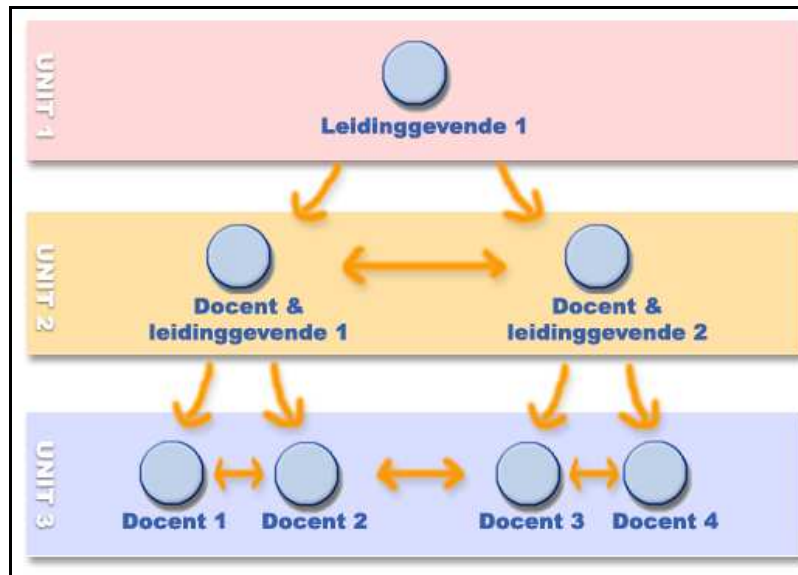 UNIT 1
Leidinggevende 1
UNIT 2
Docent &
leidinggevende 1
Docent &
leidinggevende 2
UNIT 3
Docent 1
Docent 2
Docent 3
Docent 4